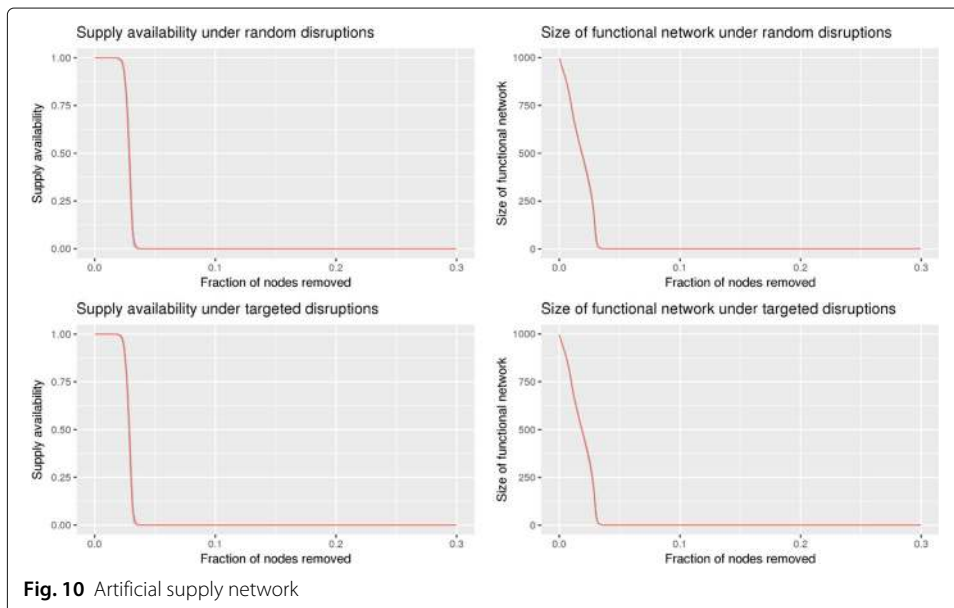 Supply availability under random disruptions
1.00
0.75
0.50
0.25
0.00
Supply availability
0.0
0.1
0.2
0.3
Fraction of nodes removed
Size of functional network under random disruptions
1000
750
500
250
0
Size of functional network
0.0
0.1
0.2
0.3
Fraction of nodes removed
Supply availability under targeted disruptions
1.00
0.75
0.50
0.25
0.00
Supply availability
0.0
0.1
0.2
0.3
Fraction of nodes removed
Size of functional network under targeted disruptions
1000
750
500
250
0
Size of functional network
0.0
0.1
0.2
0.3
Fraction of nodes removed
Fig. 10 Artificial supply network